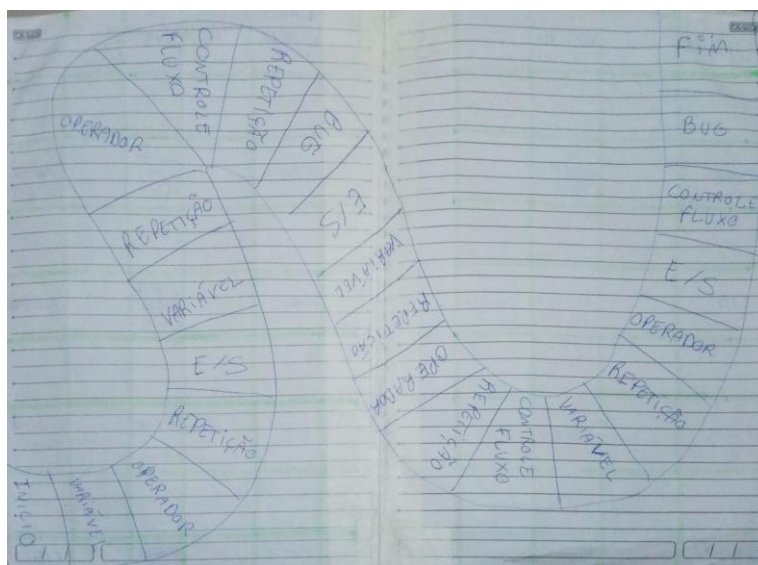 INÍCIO
VARIÁVEL
OPERADOR
REPETIÇÃO
E/S
VARIÁVEL
REPETIÇÃO
OPERADOR
CONTROLE
FLUXO
REPETIÇÃO
BUG
E/S
VARIÁVEL
REPETIÇÃO
OPERADOR
REPETIÇÃO
CONTROLE
FLUXO
VARIÁVEL
REPETIÇÃO
OPERADOR
E/S
CONTROLE
FLUXO
BUG
FIM